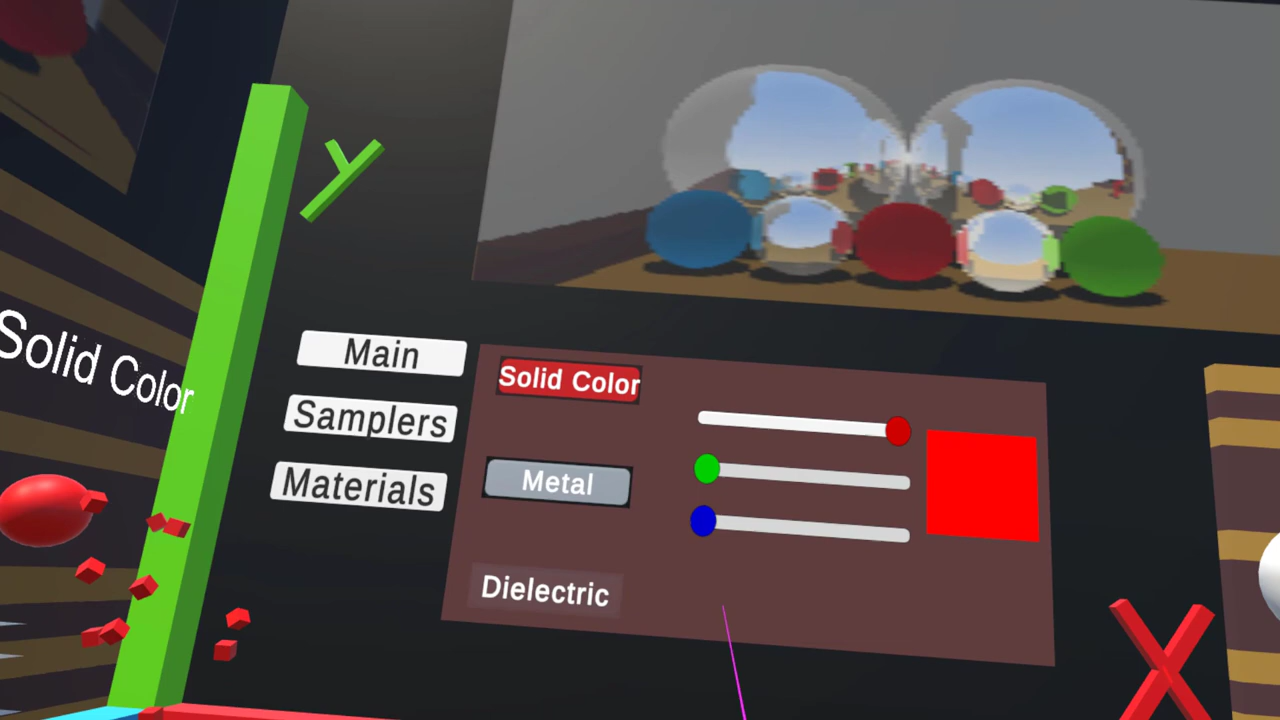 Y
Solid Color
Main
Samplers
Materials
Solid Color
Metal
Dielectric
X